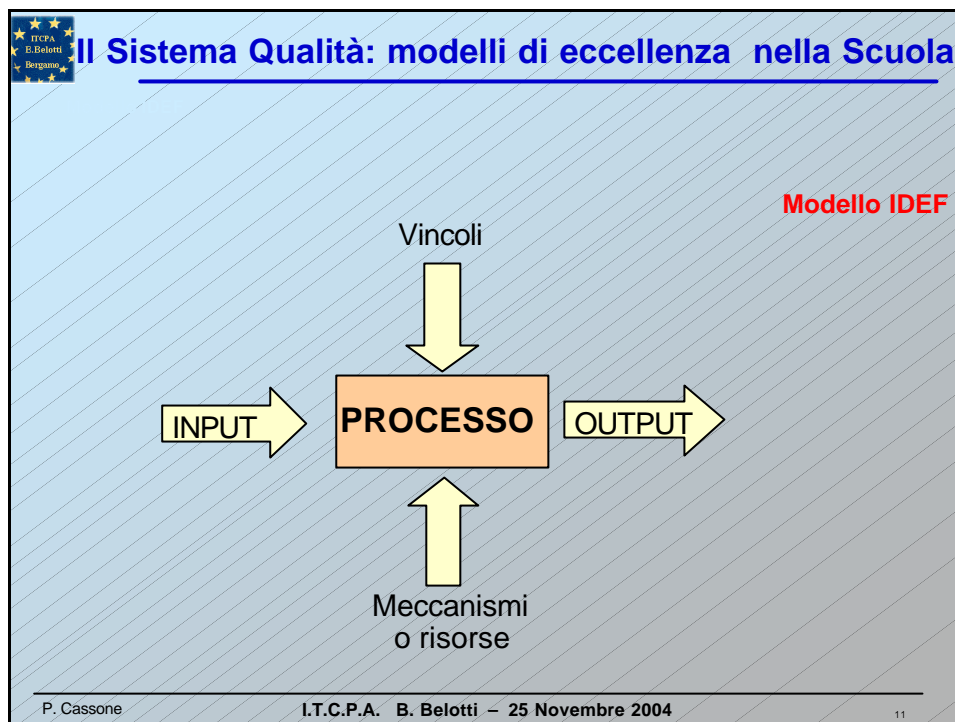 ITCPA
E.Belotti
Bergamo
Il Sistema Qualità: modelli di eccellenza nella Scuola
Modello IDEF
Vincoli
INPUT
PROCESSO
OUTPUT
Meccanismi
o risorse
P. Cassone
I.T.C.P.A. B. Belotti – 25 Novembre 2004
11